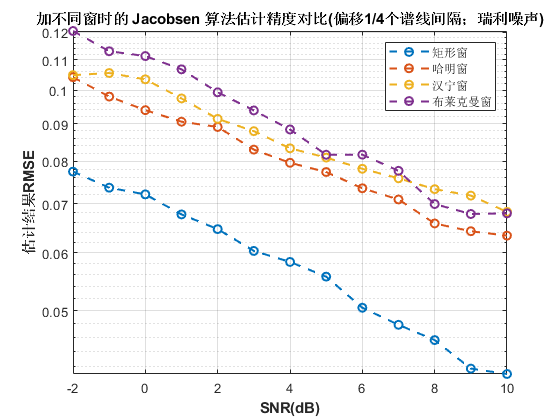 加不同窗时的 Jacobsen 算法估计精度对比(偏移1/4个谱线间隔；瑞利噪声)
0.12
0.11
0.1
0.09
0.08
0.07
0.06
0.05
估计结果RMSE
矩形窗
哈明窗
汉宁窗
布莱克曼窗
-2 0 2 4 6 8 10
SNR(dB)